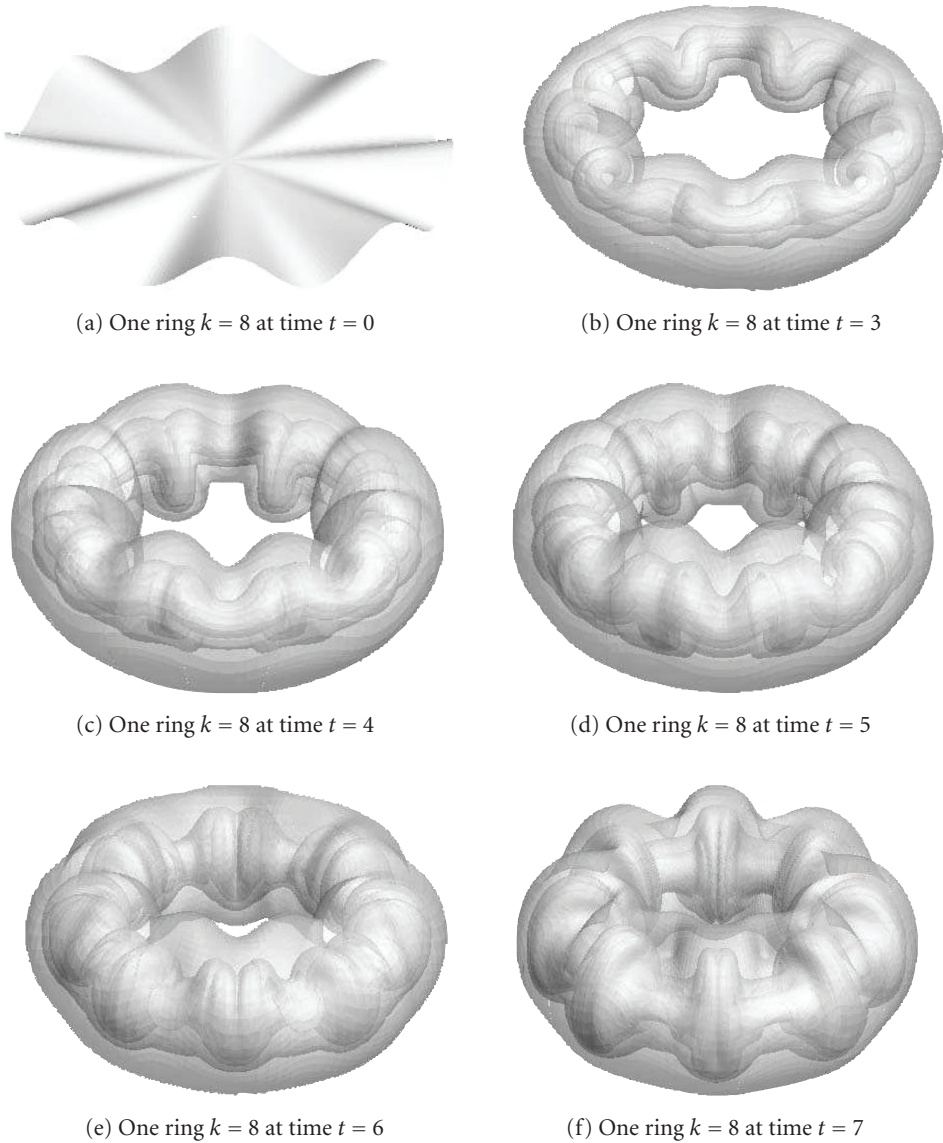 (a) One ring k = 8 at time t = 0
(b) One ring k = 8 at time t = 3
(c) One ring k = 8 at time t = 4
(d) One ring k = 8 at time t = 5
(e) One ring k = 8 at time t = 6
(f) One ring k = 8 at time t = 7